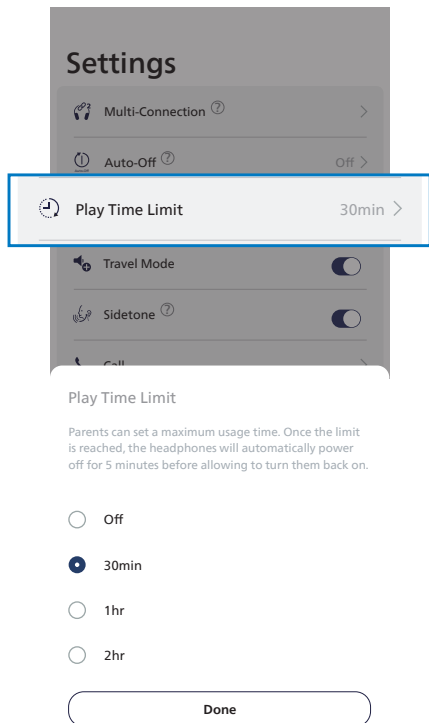 Settings
Multi-Connection ?
Auto-Off ? Off
Play Time Limit 30min
Travel Mode
Sidetone ?
Call
Play Time Limit
Parents can set a maximum usage time. Once the limit
is reached, the headphones will automatically power
off for 5 minutes before allowing to turn them back on.
Off
30min
1hr
2hr
Done